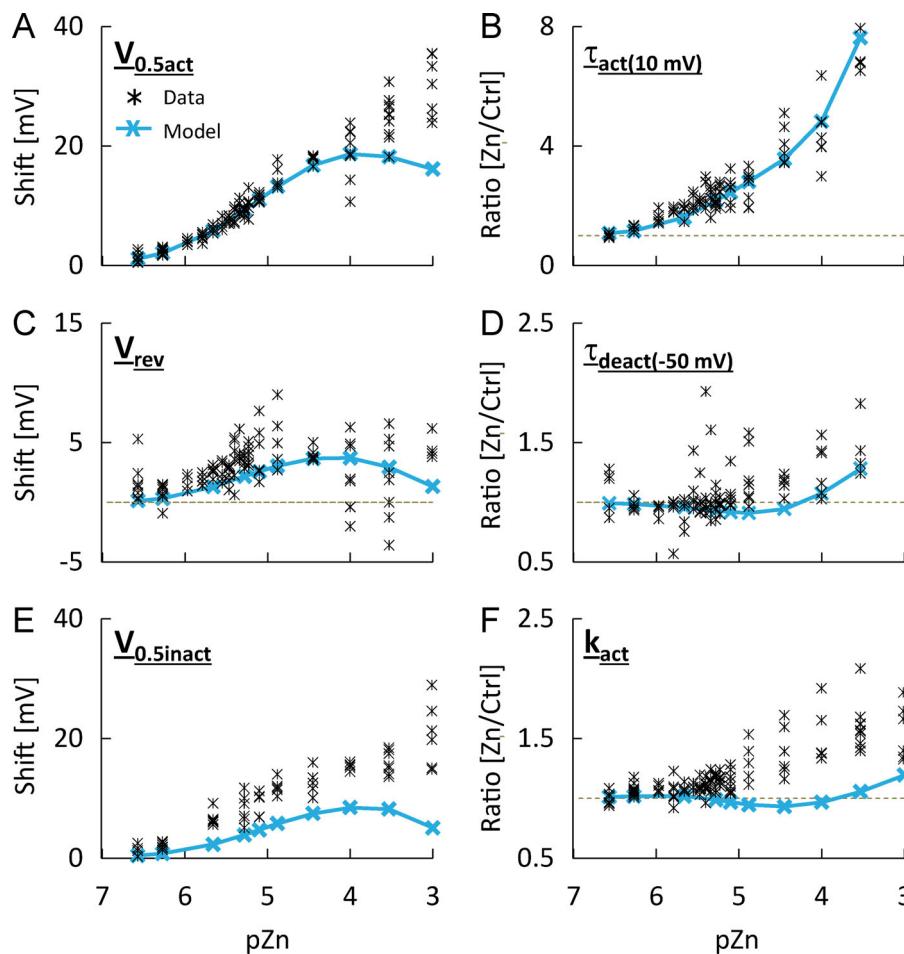 A
B
40
V0.5act
Data
Model
20
0
Shift [mV]
8
τact(10 mV)
4
0
Ratio [Zn/Ctrl]
C
D
15
Vrev
5
-5
Shift [mV]
2.5
τdeact(-50 mV)
1.5
0.5
Ratio [Zn/Ctrl]
E
F
40
V0.5inact
20
0
Shift [mV]
7 6 5 4 3
pZn
2.5
kact
1.5
0.5
Ratio [Zn/Ctrl]
7 6 5 4 3
pZn